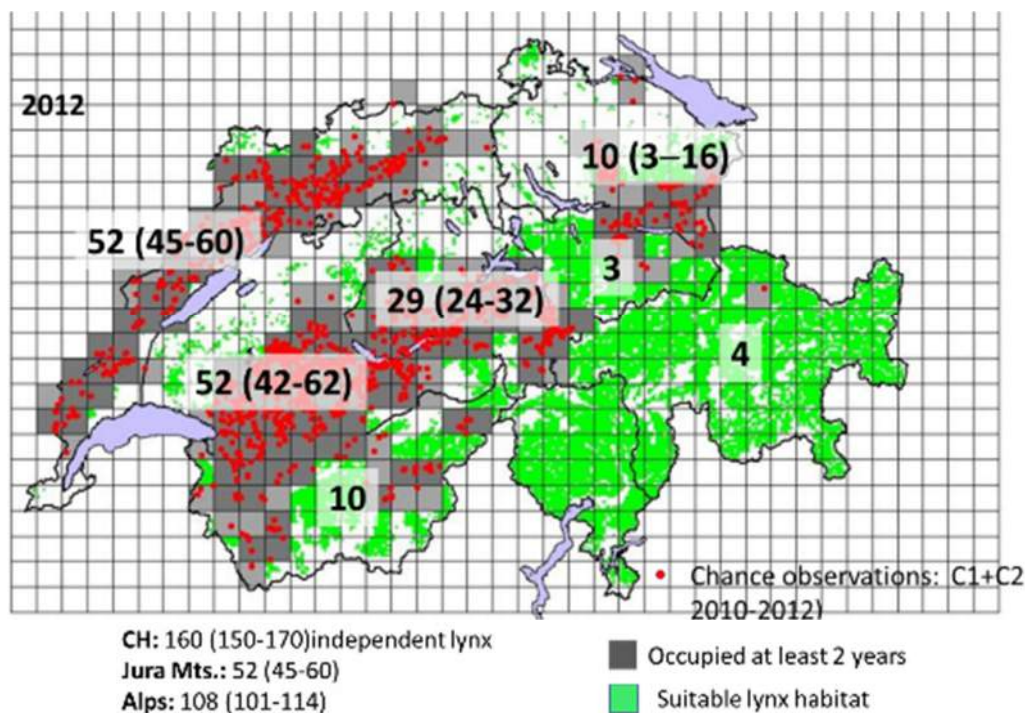 2012
10 (3–16)
52 (45-60)
3
29 (24-32)
4
52 (42-62)
10
Chance observations: C1+C2
2010-2012)
CH: 160 (150-170)independent lynx
Jura Mts.: 52 (45-60)
Alps: 108 (101-114)
Occupied at least 2 years
Suitable lynx habitat